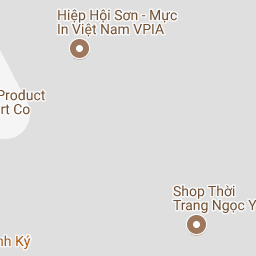 Hiệp Hội Sơn - Mực
In Việt Nam VPIA
Product
rt Co
Shop Thời
Trang Ngọc Y
nh Ký